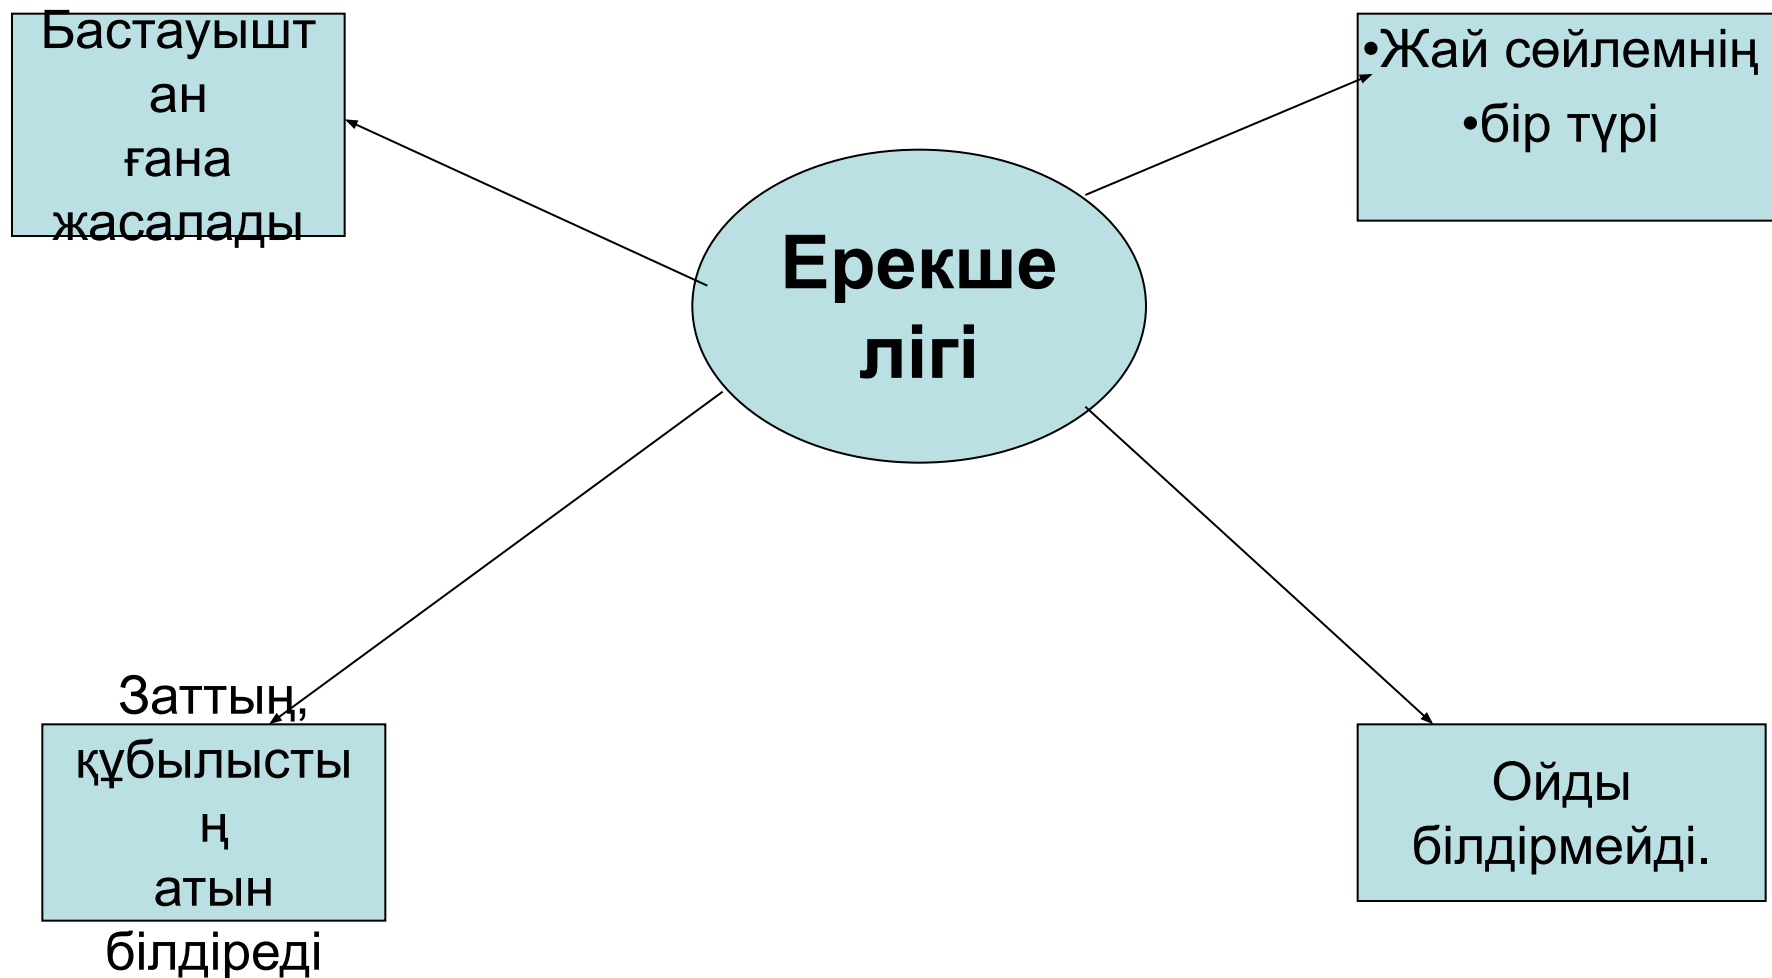 Бастауышт
ан
ғана
жасалады
•Жай сөйлемнің
•бір түрі
Ерекше
лігі
Заттың,
құбылысты
ң
атын
білдіреді
Ойды
білдірмейді.